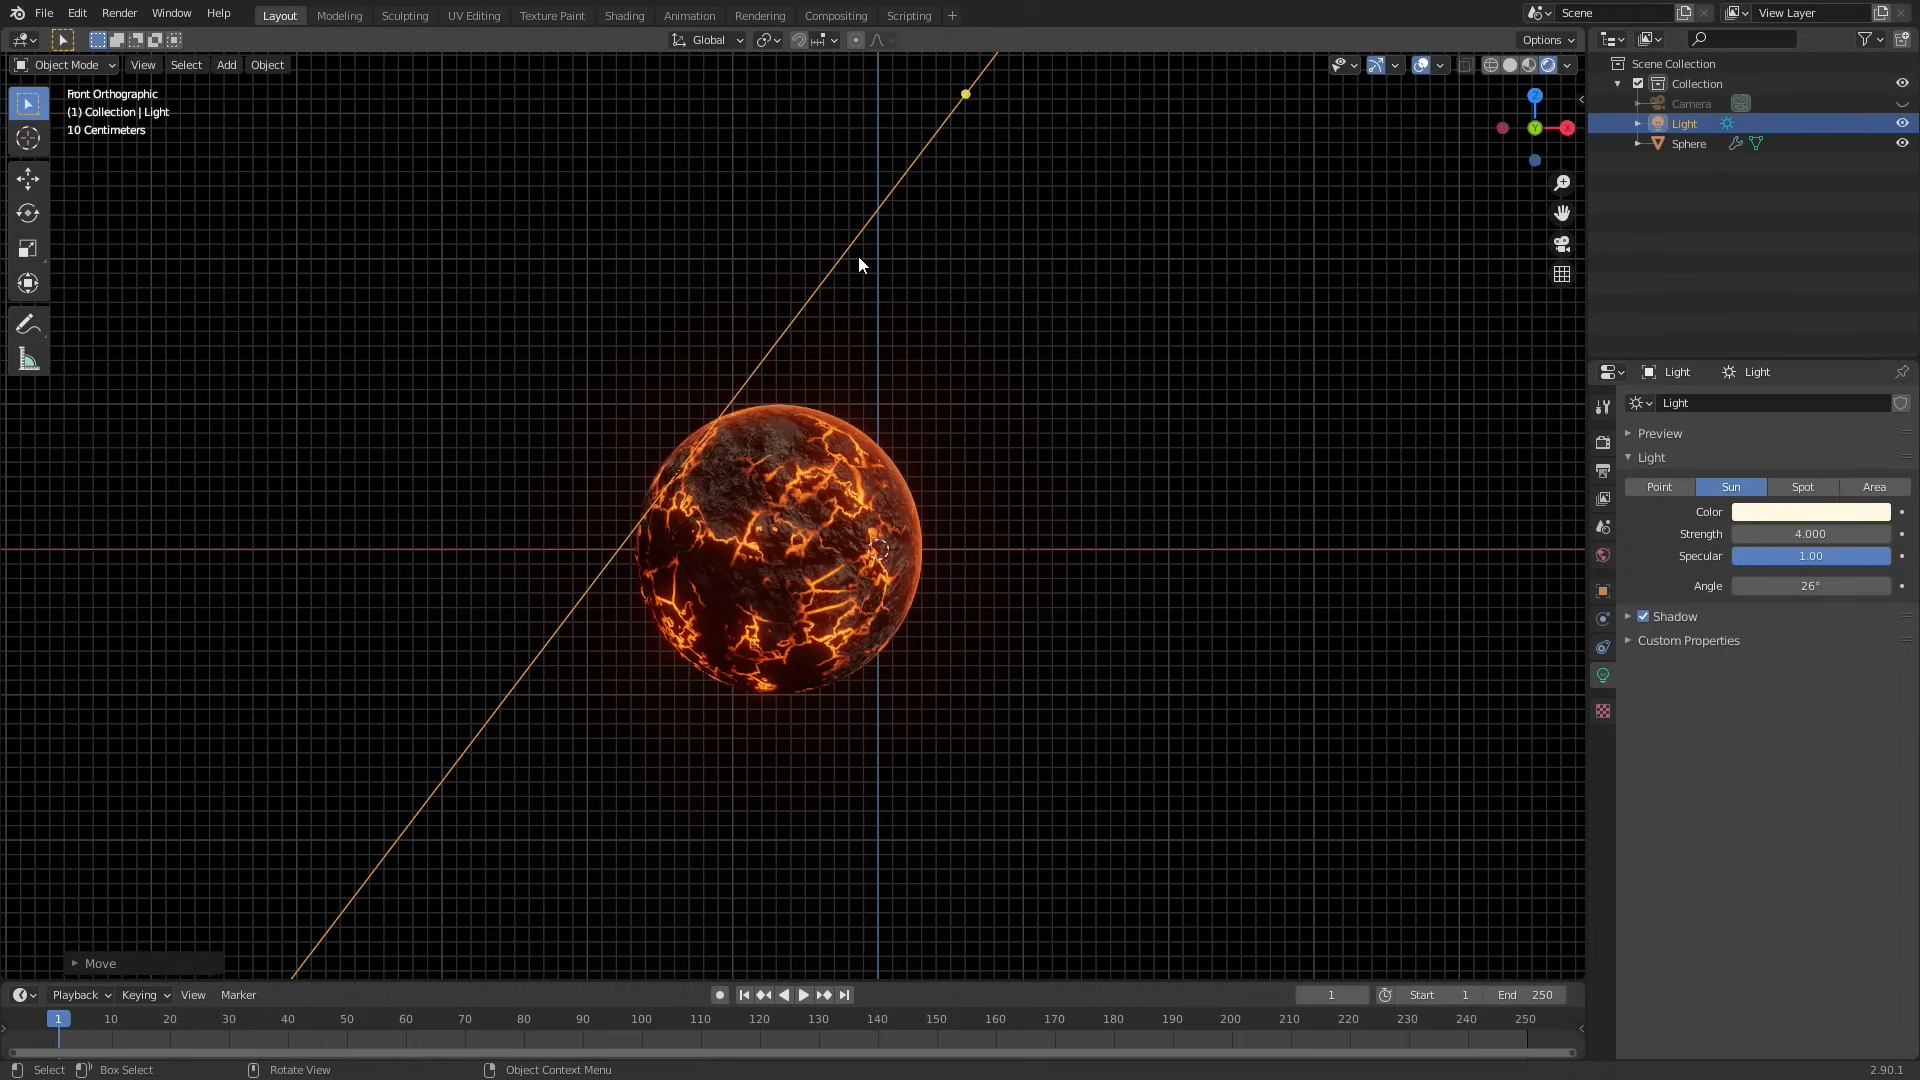 File Edit Render Window Help Layout Modeling Sculpting UV Editing Texture Paint Shading Animation Rendering Compositing Scripting + Scene View Layer
Global Options
Object Mode View Select Add Object
Front Orthographic
(1) Collection | Light
10 Centimeters
Z
Y
X
Scene Collection
Collection
Camera
Light
Sphere
Light Light
Light
Preview
Light
Point Sun Spot Area
Color
Strength 4.000
Specular 1.00
Angle 26°
Shadow
Custom Properties
Move
Playback Keying View Marker 1 Start 1 End 250
1 10 20 30 40 50 60 70 80 90 100 110 120 130 140 150 160 170 180 190 200 210 220 230 240 250
Select Box Select Rotate View Object Context Menu 2.90.1